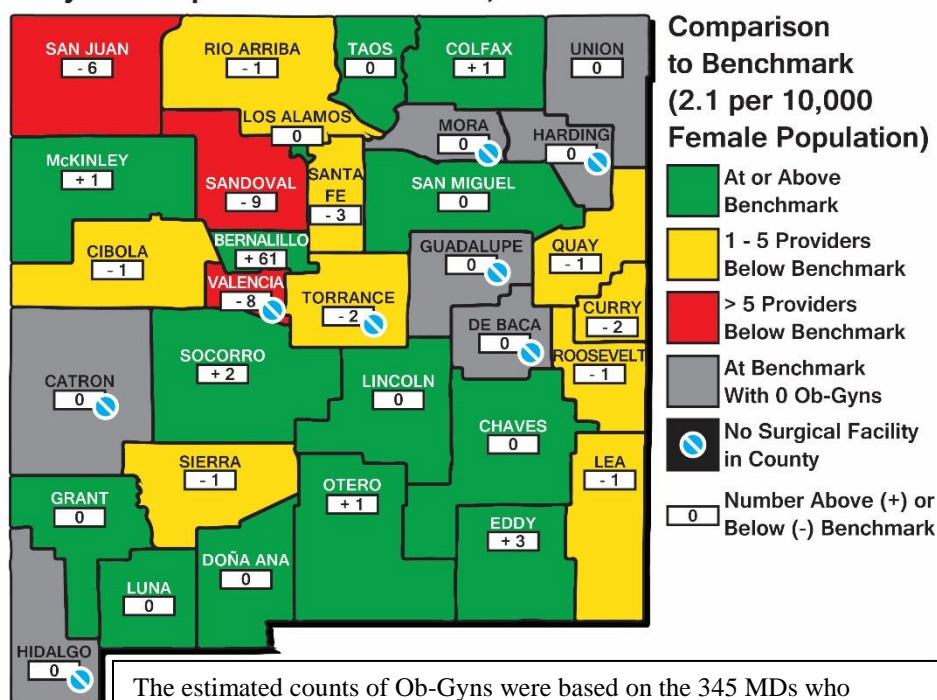 SAN JUAN
- 6
RIO ARRIBA
- 1
TAOS
0
COLFAX
+ 1
UNION
0
LOS ALAMOS
0
MORA
0
HARDING
0
McKINLEY
+ 1
SANDOVAL
- 9
SANTA
FE
- 3
SAN MIGUEL
0
CIBOLA
- 1
BERNALILLO
+ 61
GUADALUPE
0
QUAY
- 1
VALENCIA
- 8
TORRANCE
- 2
CURRY
- 2
DE BACA
0
ROOSEVELT
- 1
CATRON
0
SOCORRO
+ 2
LINCOLN
0
CHAVES
0
SIERRA
- 1
LEA
- 1
GRANT
0
OTERO
+ 1
EDDY
+ 3
DOÑA ANA
0
LUNA
0
HIDALGO
0
Comparison
to Benchmark
(2.1 per 10,000
Female Population)
At or Above
Benchmark
1 - 5 Providers
Below Benchmark
> 5 Providers
Below Benchmark
At Benchmark
With 0 Ob-Gyns
No Surgical Facility
in County
0
Number Above (+) or
Below (-) Benchmark
The estimated counts of Ob-Gyns were based on the 345 MDs who